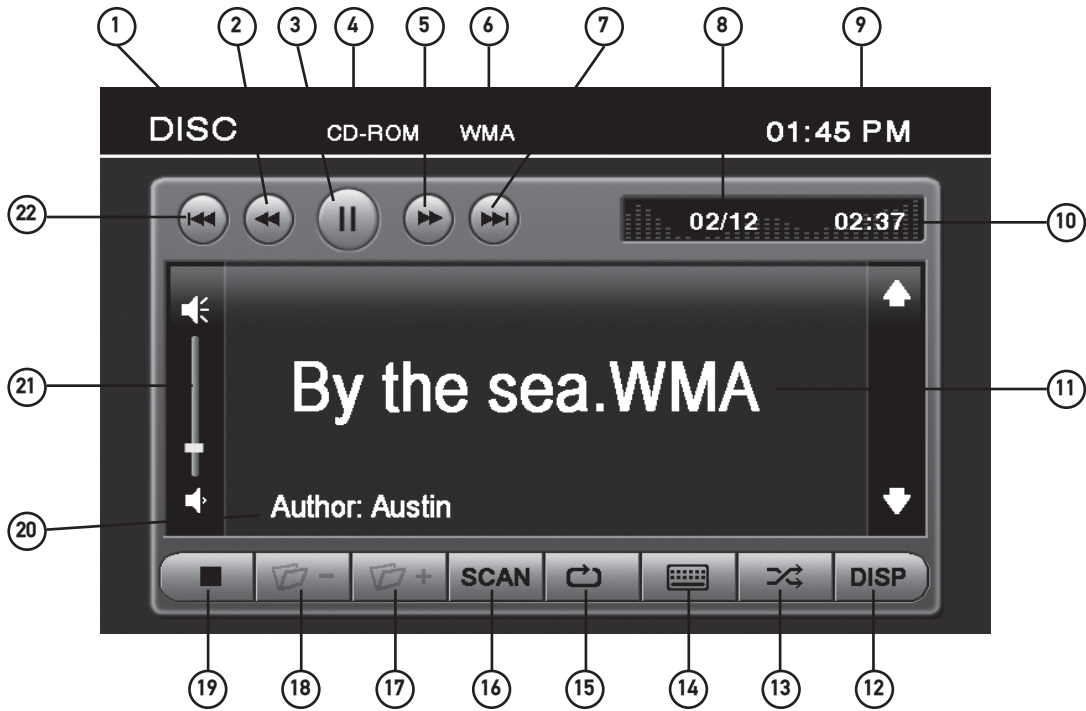 1 2 3 4 5 6 7 8 9
DISC CD-ROM WMA 01:45 PM
22 02/12 02:37 10
21 By the sea.WMA 11
20 Author: Austin
SCAN DISP
19 18 17 16 15 14 13 12